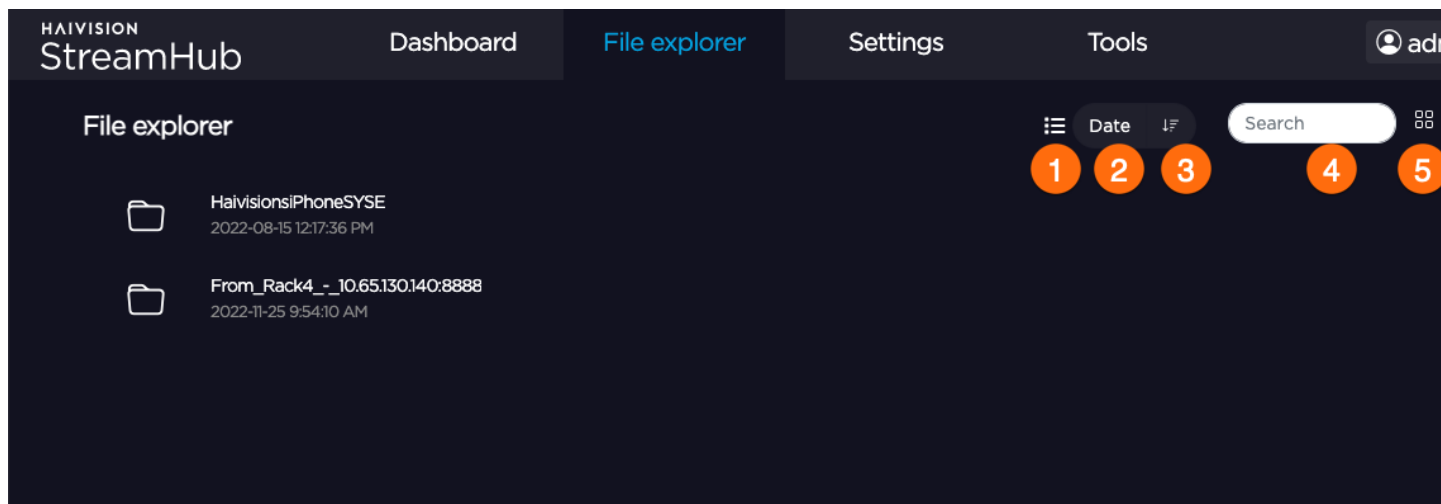 HAIVISION
StreamHub
Dashboard
File explorer
Settings
Tools
File explorer
Date
Search
1
2
3
4
5
HaivisionsiPhoneSYSE
2022-08-15 12:17:36 PM
From_Rack4_-_10.65.130.140:8888
2022-11-25 9:54:10 AM